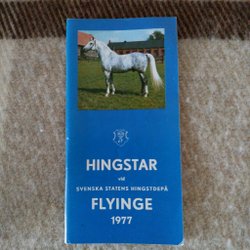 HINGSTAR
vid
SVENSKA STATENS HINGSTDEPÅ
FLYINGE
1977